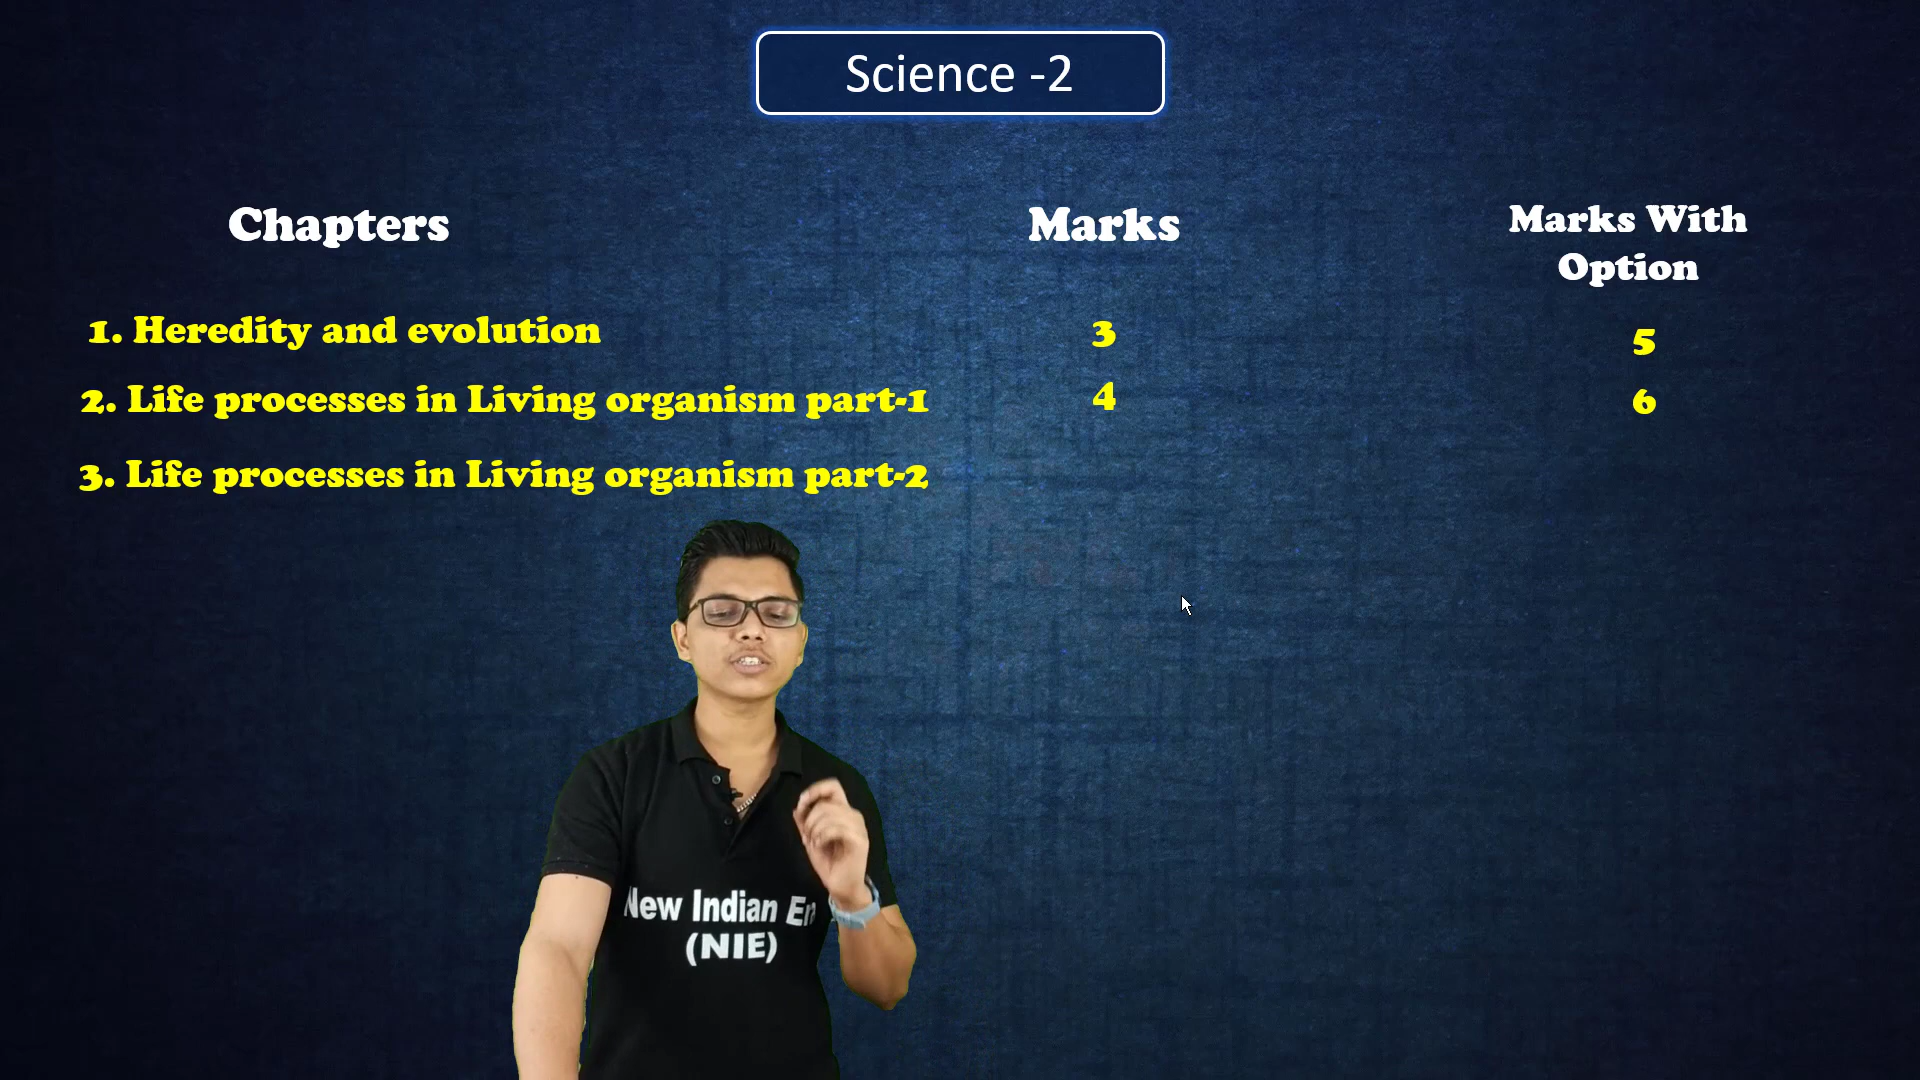 Science -2
Chapters
Marks
Marks With
Option
1. Heredity and evolution
3
5
2. Life processes in Living organism part-1
4
6
3. Life processes in Living organism part-2
New Indian Era
(NIE)